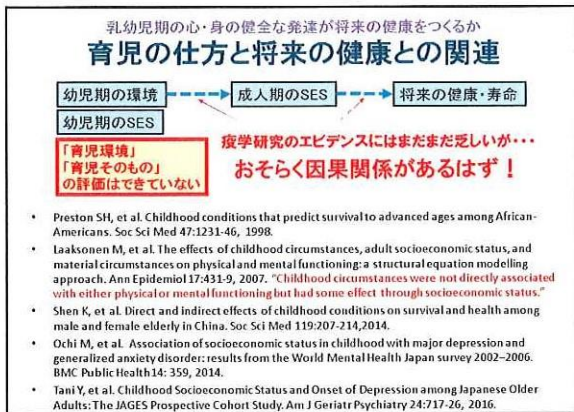 乳幼児期の心・身の健全な発達が将来の健康をつくるか
育児の仕方と将来の健康との関連
幼児期の環境
成人期のSES
将来の健康・寿命
幼児期のSES
「育児環境」
「育児そのもの」
の評価はできていない
疫学研究のエビデンスにはまだまだ乏しいが・・・
おそらく因果関係があるはず！
• Preston SH, et al. Childhood conditions that predict survival to advanced ages among African-
Americans. Soc Sci Med 47:1231-46, 1998.
• Laaksonen M, et al. The effects of childhood circumstances, adult socioeconomic status, and
material circumstances on physical and mental functioning: a structural equation modelling
approach. Ann Epidemiol 17:431-9, 2007. "Childhood circumstances were not directly associated
with either physical or mental functioning but had some effect through socioeconomic status."
• Shen K, et al. Direct and indirect effects of childhood conditions on survival and health among
male and female elderly in China. Soc Sci Med 119:207-214,2014.
• Ochi M, et al. Association of socioeconomic status in childhood with major depression and
generalized anxiety disorder: results from the World Mental Health Japan survey 2002–2006.
BMC Public Health 14: 359, 2014.
• Tani Y, et al. Childhood Socioeconomic Status and Onset of Depression among Japanese Older
Adults: The JAGES Prospective Cohort Study. Am J Geriatr Psychiatry 24:717-26, 2016.